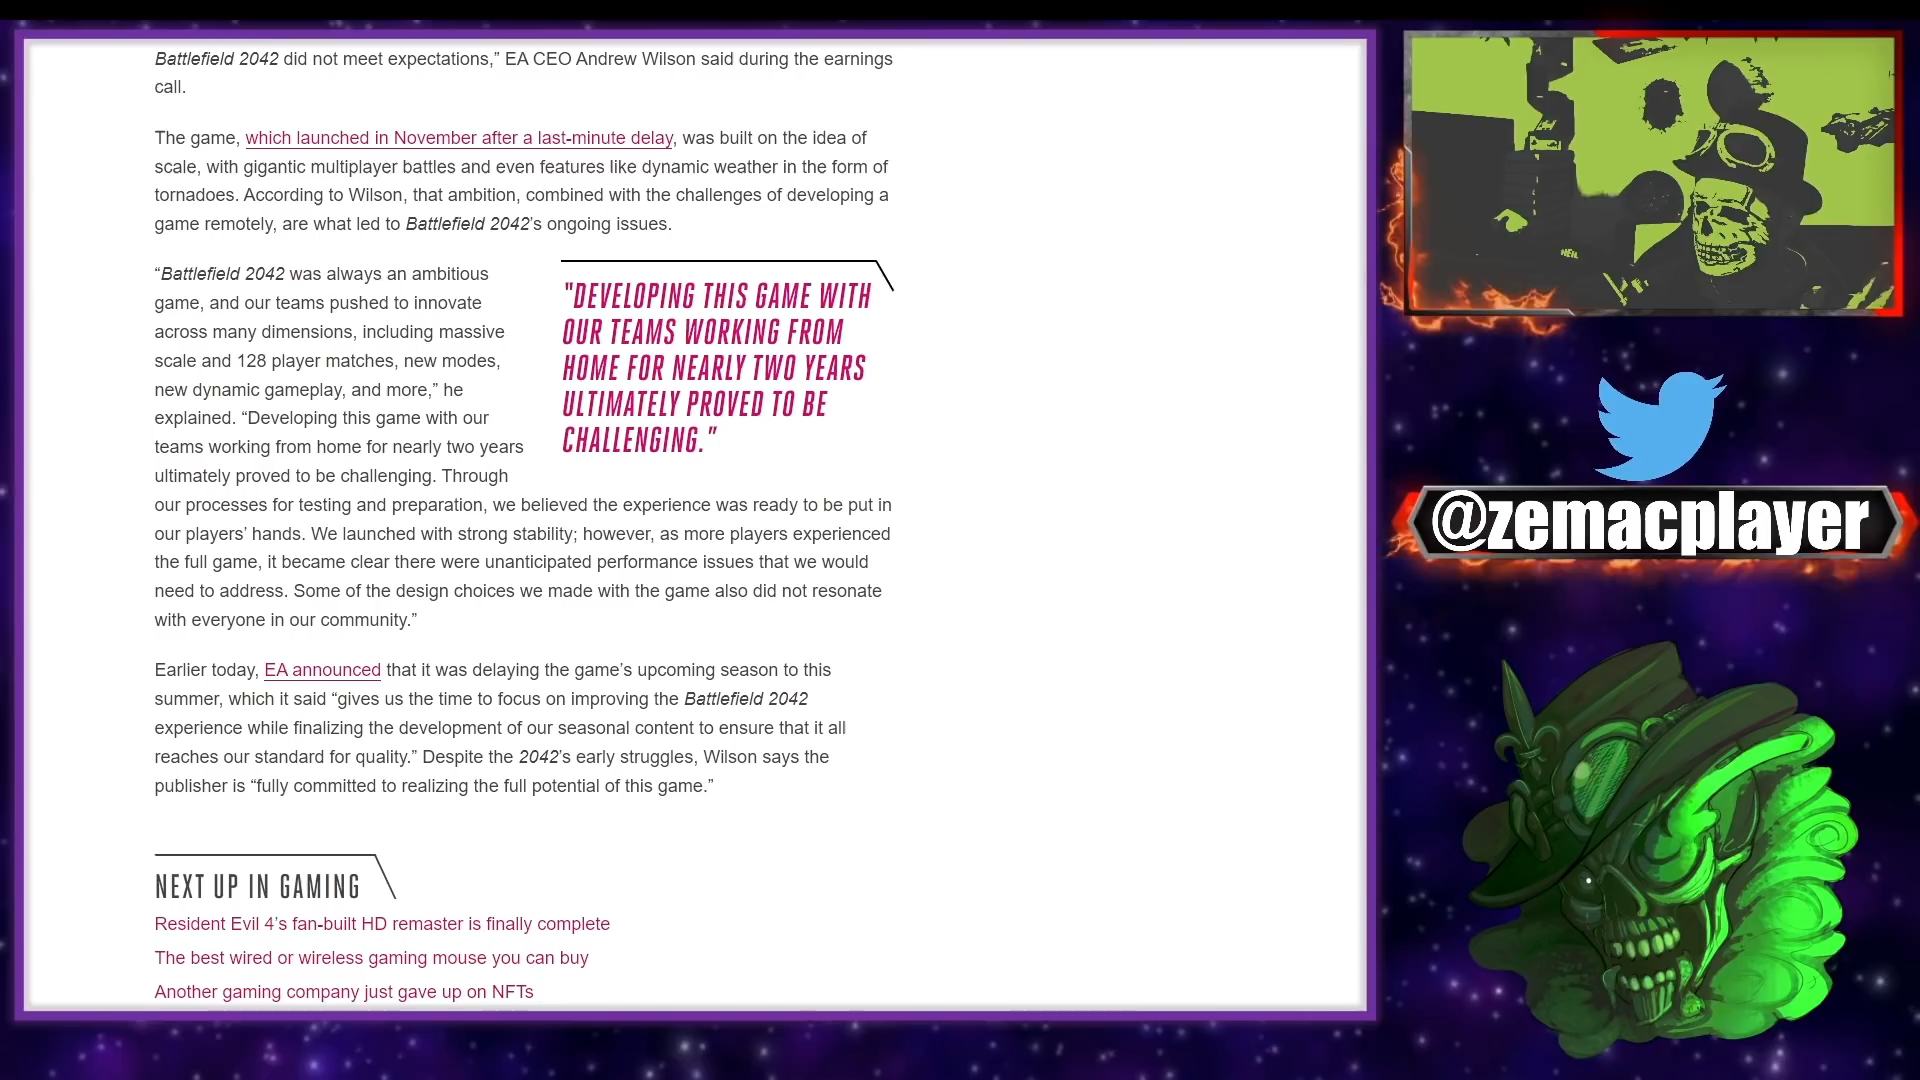 Battlefield 2042 did not meet expectations,” EA CEO Andrew Wilson said during the earnings
call.
The game, which launched in November after a last-minute delay, was built on the idea of
scale, with gigantic multiplayer battles and even features like dynamic weather in the form of
tornadoes. According to Wilson, that ambition, combined with the challenges of developing a
game remotely, are what led to Battlefield 2042’s ongoing issues.
“Battlefield 2042 was always an ambitious
game, and our teams pushed to innovate
across many dimensions, including massive
scale and 128 player matches, new modes,
new dynamic gameplay, and more,” he
explained. “Developing this game with our
teams working from home for nearly two years
ultimately proved to be challenging. Through
our processes for testing and preparation, we believed the experience was ready to be put in
our players’ hands. We launched with strong stability; however, as more players experienced
the full game, it became clear there were unanticipated performance issues that we would
need to address. Some of the design choices we made with the game also did not resonate
with everyone in our community.”
"DEVELOPING THIS GAME WITH
OUR TEAMS WORKING FROM
HOME FOR NEARLY TWO YEARS
ULTIMATELY PROVED TO BE
CHALLENGING."
Earlier today, EA announced that it was delaying the game’s upcoming season to this
summer, which it said “gives us the time to focus on improving the Battlefield 2042
experience while finalizing the development of our seasonal content to ensure that it all
reaches our standard for quality.” Despite the 2042’s early struggles, Wilson says the
publisher is “fully committed to realizing the full potential of this game.”
NEXT UP IN GAMING
Resident Evil 4’s fan-built HD remaster is finally complete
The best wired or wireless gaming mouse you can buy
Another gaming company just gave up on NFTs
@zemacplayer